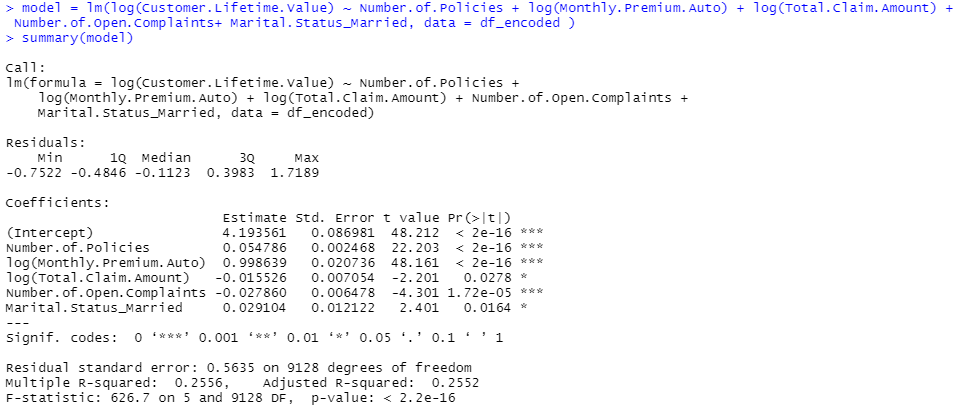 > model = lm(log(Customer.Lifetime.Value) ~ Number.of.Policies + log(Monthly.Premium.Auto) + log(Total.Claim.Amount) +
 Number.of.Open.Complaints+ Marital.Status_Married, data = df_encoded )
> summary(model)
Call:
lm(formula = log(Customer.Lifetime.Value) ~ Number.of.Policies +
    log(Monthly.Premium.Auto) + log(Total.Claim.Amount) + Number.of.Open.Complaints +
    Marital.Status_Married, data = df_encoded)
Residuals:
    Min      1Q  Median      3Q     Max
-0.7522 -0.4846 -0.1123  0.3983  1.7189
Coefficients:
                           Estimate Std. Error t value Pr(>|t|)
(Intercept)                4.193561   0.086981  48.212  < 2e-16 ***
Number.of.Policies         0.054786   0.002468  22.203  < 2e-16 ***
log(Monthly.Premium.Auto)  0.998639   0.020736  48.161  < 2e-16 ***
log(Total.Claim.Amount)   -0.015526   0.007054  -2.201   0.0278 *
Number.of.Open.Complaints -0.027860   0.006478  -4.301 1.72e-05 ***
Marital.Status_Married     0.029104   0.012122   2.401   0.0164 *
---
Signif. codes:  0 ‘***’ 0.001 ‘**’ 0.01 ‘*’ 0.05 ‘.’ 0.1 ‘ ’ 1
Residual standard error: 0.5635 on 9128 degrees of freedom
Multiple R-squared:  0.2556,    Adjusted R-squared:  0.2552
F-statistic: 626.7 on 5 and 9128 DF,  p-value: < 2.2e-16